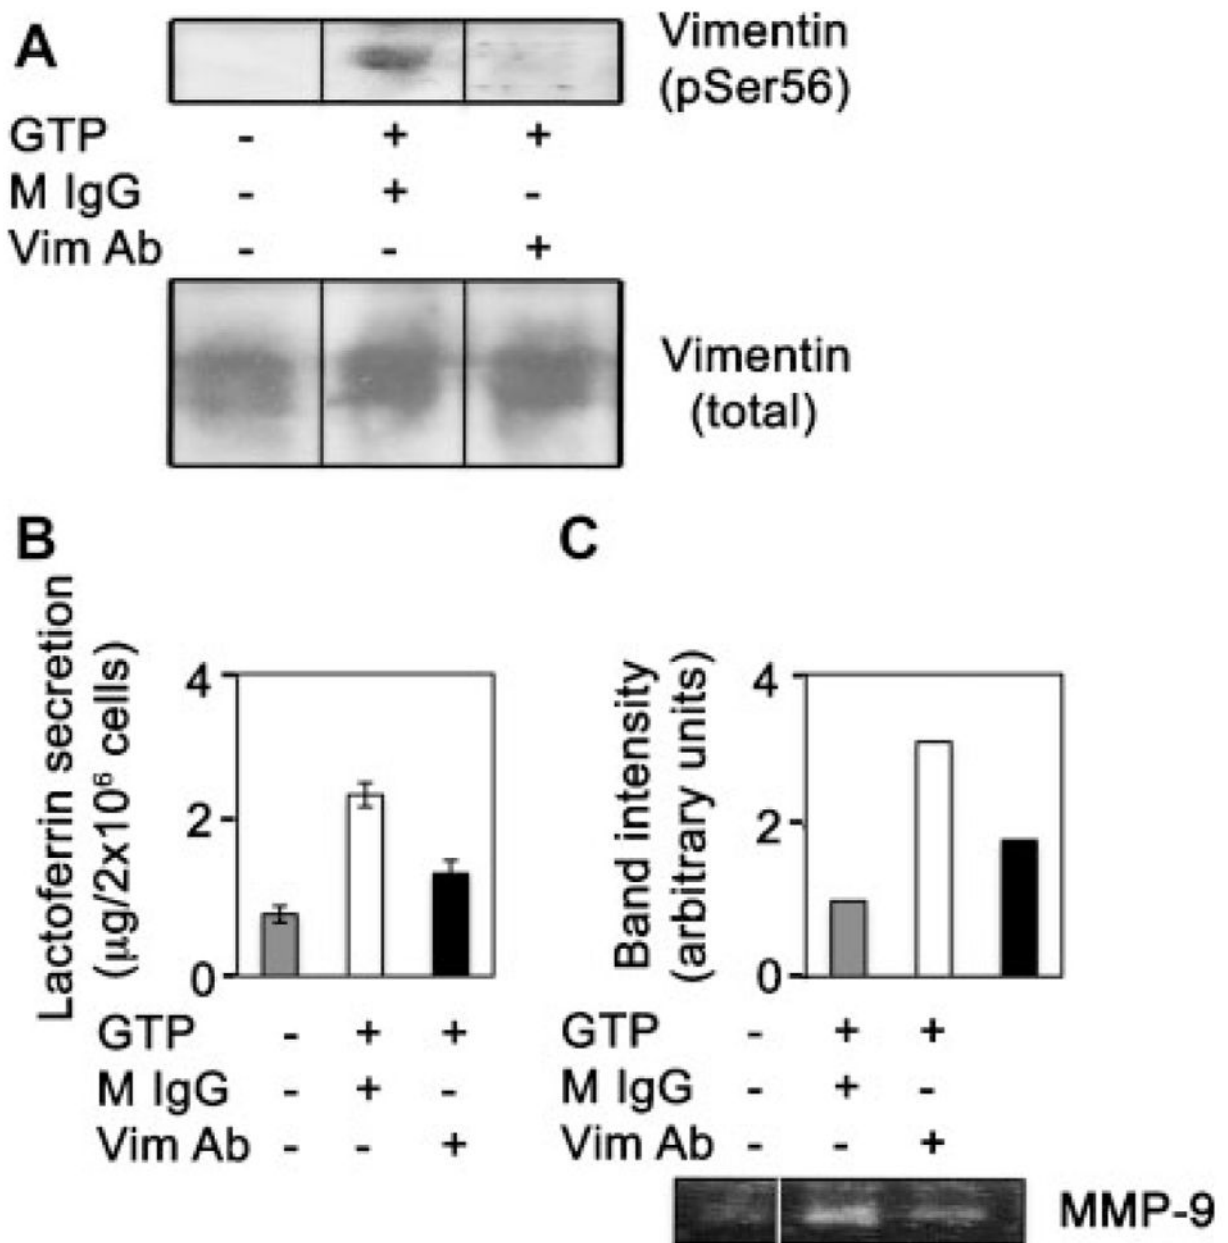 A
Vimentin
(pSer56)
GTP - + +
M IgG - + -
Vim Ab - - +
Vimentin
(total)
B
Lactoferrin secretion
(µg/2x10⁶ cells)
4
2
0
GTP - + +
M IgG - + -
Vim Ab - - +
C
Band intensity
(arbitrary units)
4
2
0
GTP - + +
M IgG - + -
Vim Ab - - +
MMP-9